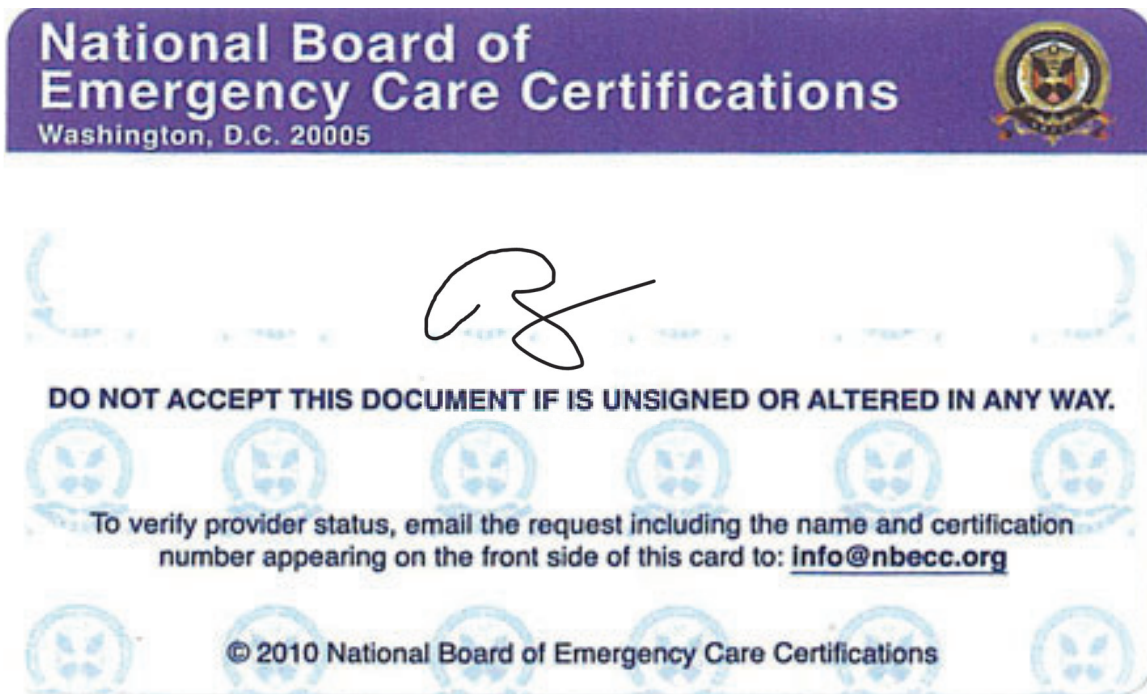 National Board of
Emergency Care Certifications
Washington, D.C. 20005
DO NOT ACCEPT THIS DOCUMENT IF IS UNSIGNED OR ALTERED IN ANY WAY.
To verify provider status, email the request including the name and certification
number appearing on the front side of this card to: info@nbecc.org
© 2010 National Board of Emergency Care Certifications